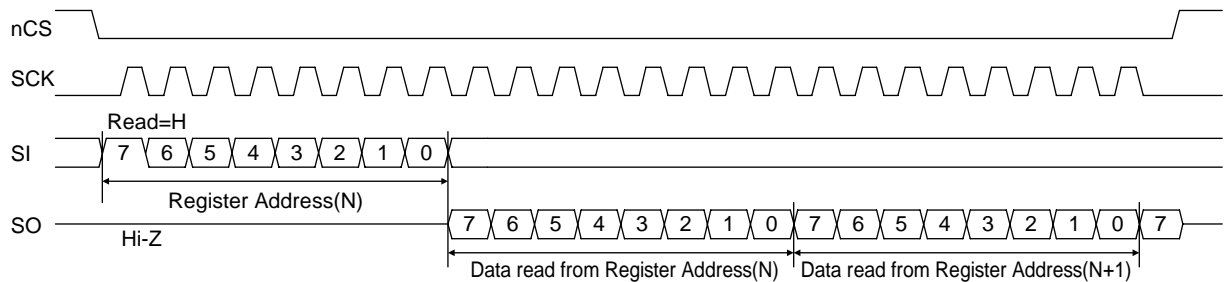 nCS
SCK
Read=H
SI 7 6 5 4 3 2 1 0
Register Address(N)
SO 7 6 5 4 3 2 1 0 7 6 5 4 3 2 1 0 7
Hi-Z
Data read from Register Address(N) Data read from Register Address(N+1)